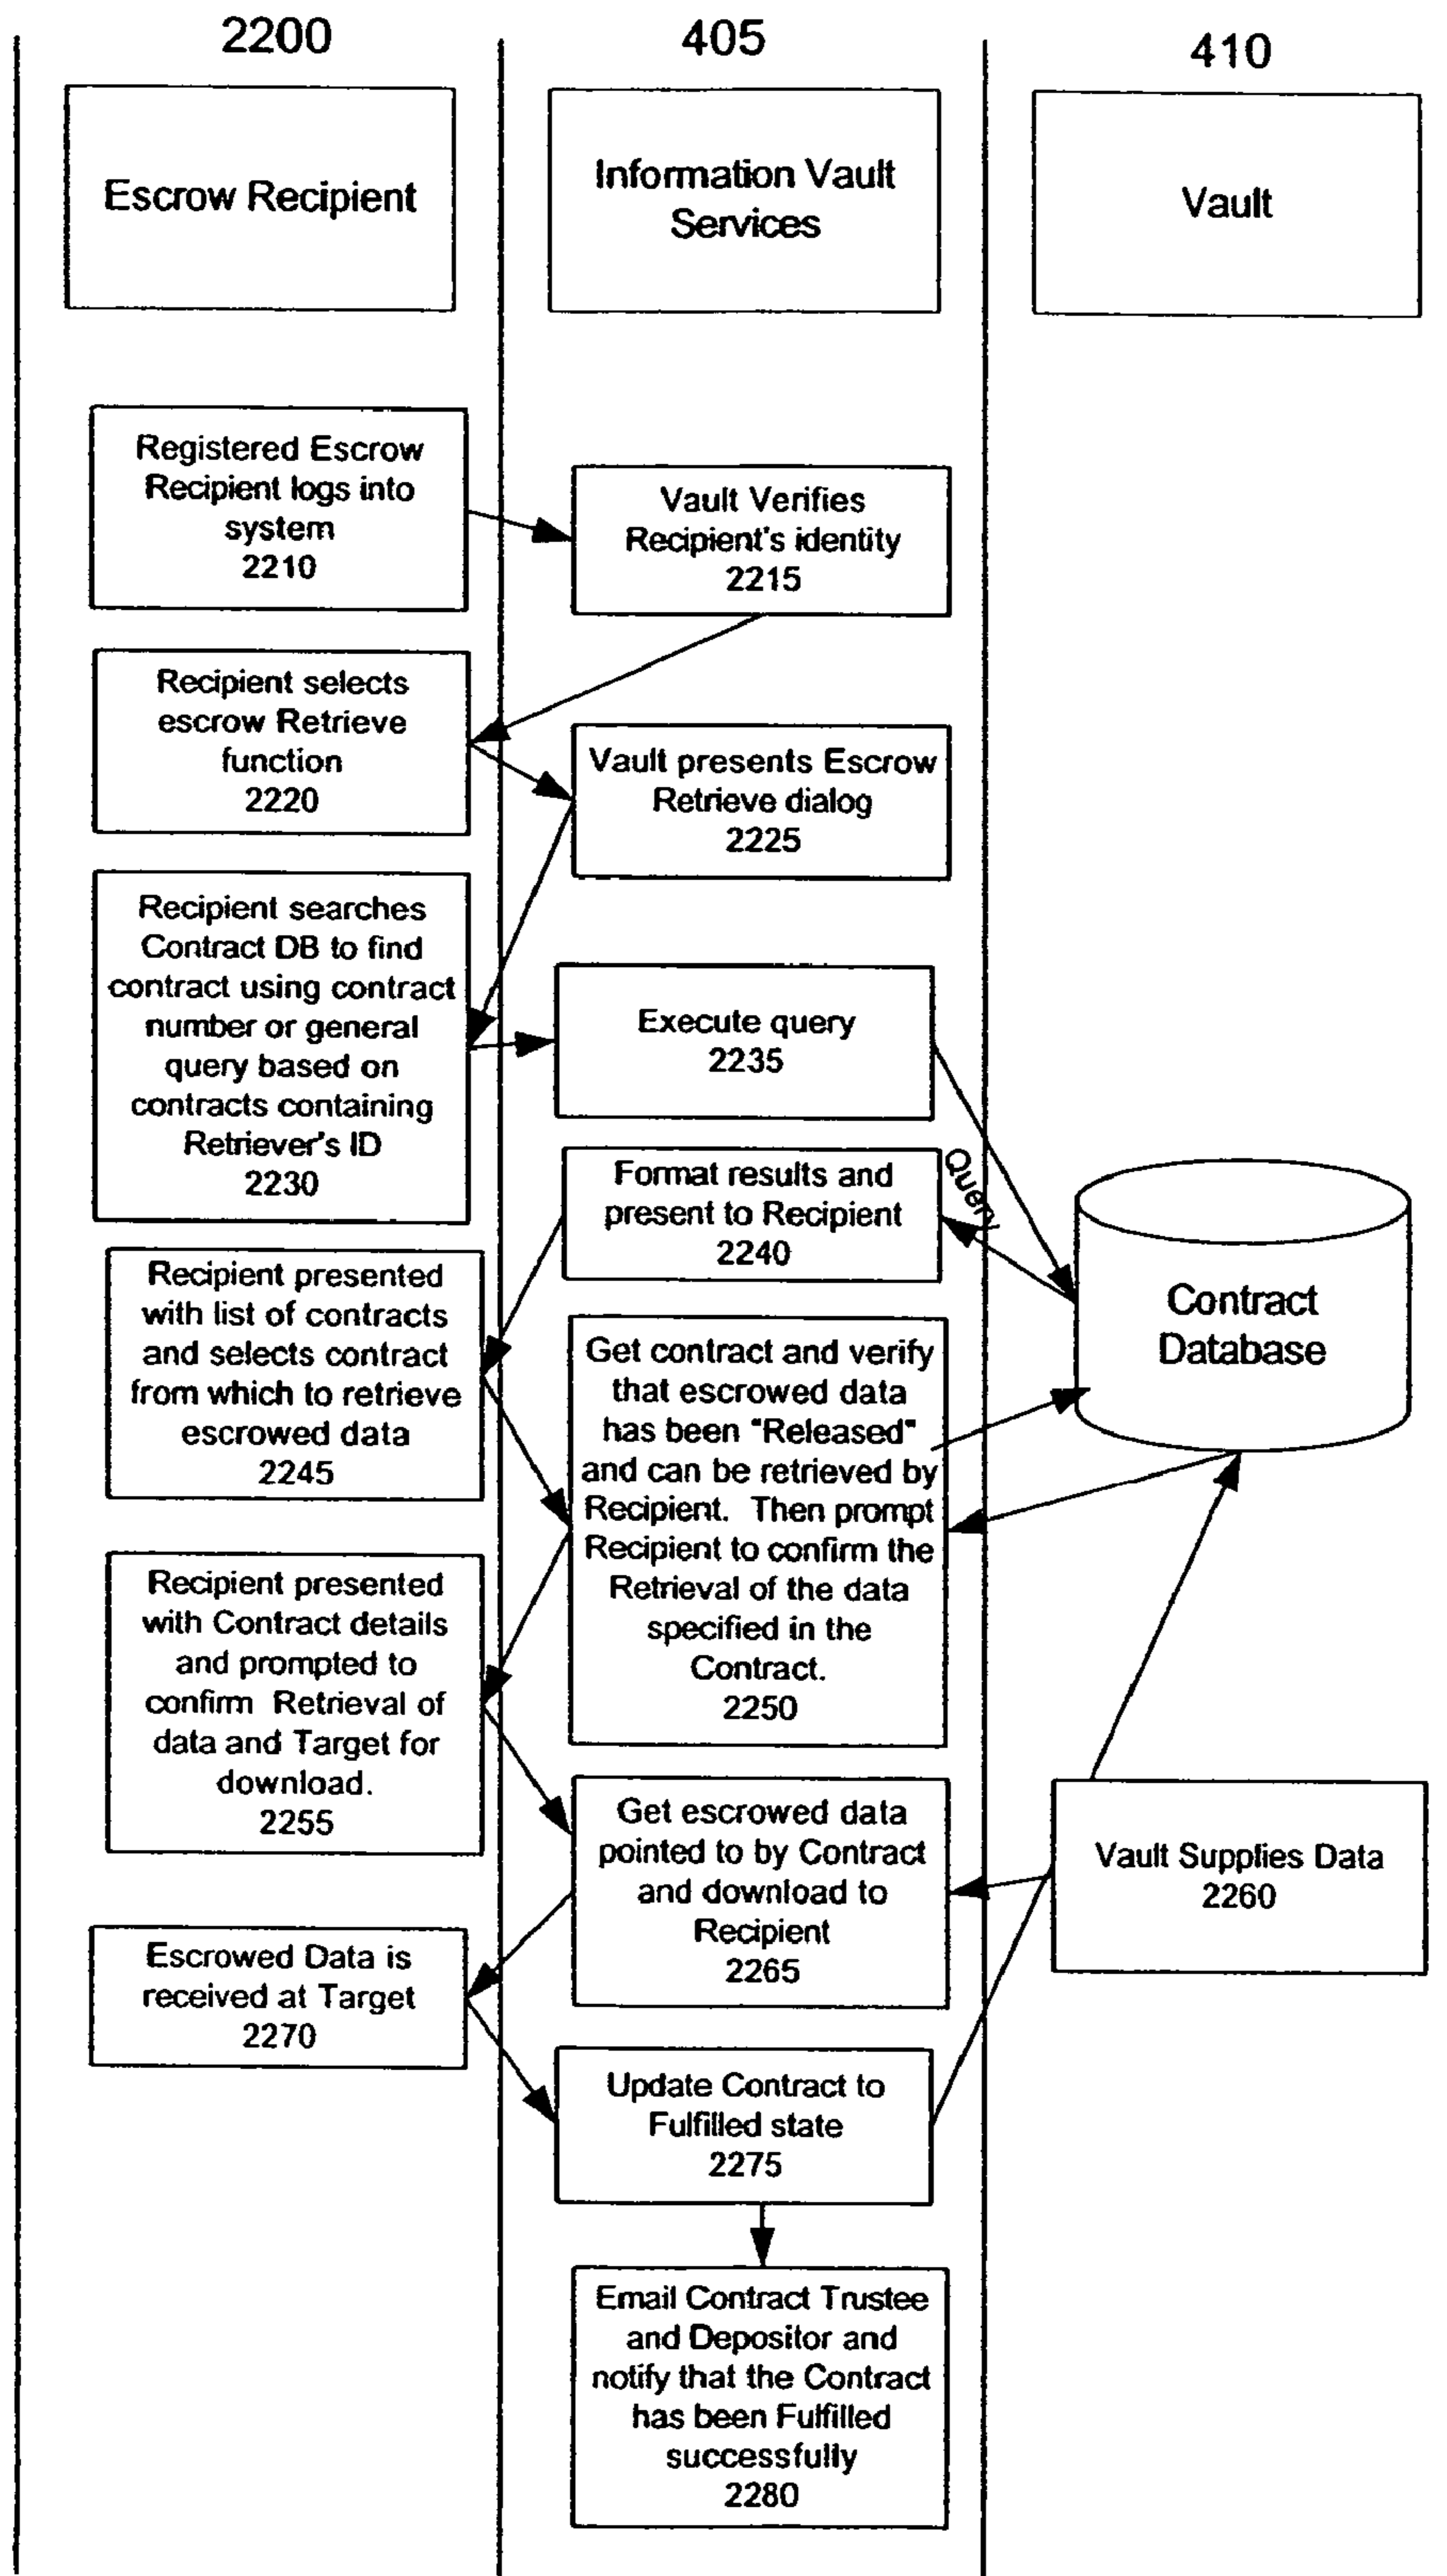 2200
405
410
Escrow Recipient
Information Vault
Services
Vault
Registered Escrow
Recipient logs into
system
2210
Vault Verifies
Recipient's identity
2215
Recipient selects
escrow Retrieve
function
2220
Vault presents Escrow
Retrieve dialog
2225
Recipient searches
Contract DB to find
contract using contract
number or general
query based on
contracts containing
Retriever's ID
2230
Execute query
2235
Query
Format results and
present to Recipient
2240
Contract
Database
Recipient presented
with list of contracts
and selects contract
from which to retrieve
escrowed data
2245
Get contract and verify
that escrowed data
has been "Released"
and can be retrieved by
Recipient. Then prompt
Recipient to confirm the
Retrieval of the data
specified in the
Contract.
2250
Recipient presented
with Contract details
and prompted to
confirm Retrieval of
data and Target for
download.
2255
Vault Supplies Data
2260
Get escrowed data
pointed to by Contract
and download to
Recipient
2265
Escrowed Data is
received at Target
2270
Update Contract to
Fulfilled state
2275
Email Contract Trustee
and Depositor and
notify that the Contract
has been Fulfilled
successfully
2280